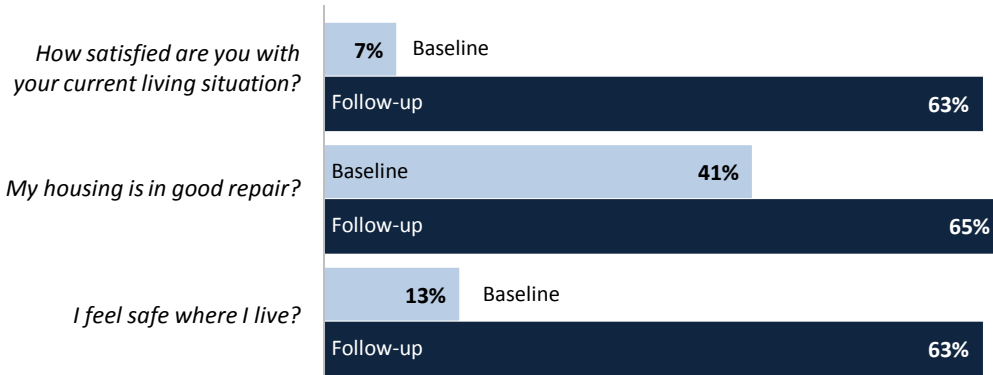 How satisfied are you with
your current living situation?
7% Baseline
Follow-up 63%
My housing is in good repair?
Baseline 41%
Follow-up 65%
I feel safe where I live?
13% Baseline
Follow-up 63%